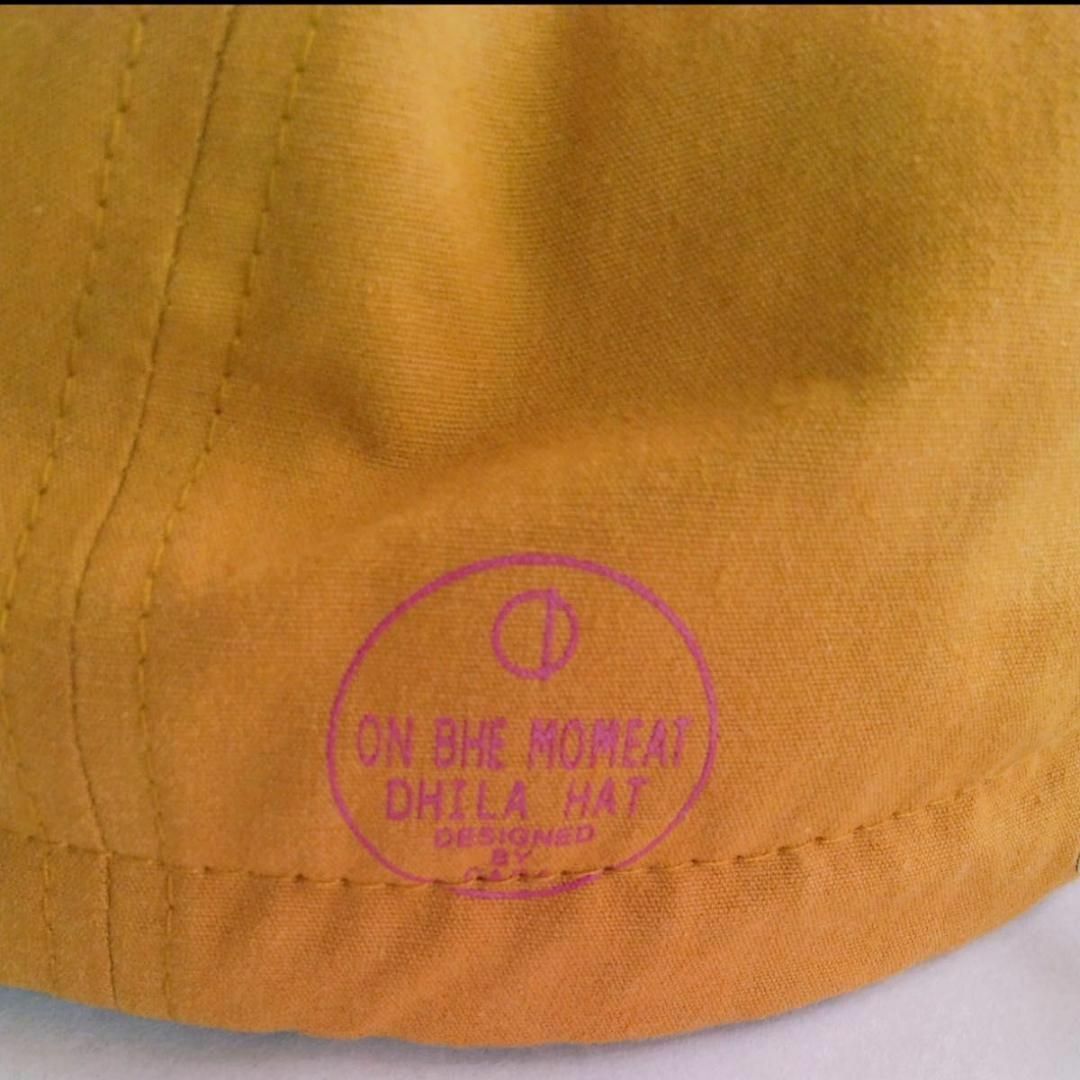 ON BHE MOMEAT
DHILA HAT
DESIGNED
BY